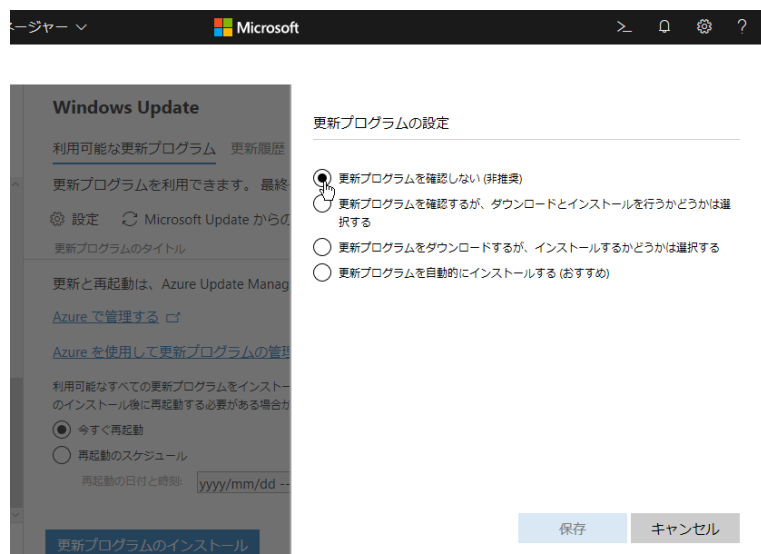 ージャー
Microsoft
Windows Update
利用可能な更新プログラム 更新履歴
更新プログラムを利用できます。 最終
設定 Microsoft Update からの
更新プログラムのタイトル
更新と再起動は、Azure Update Manag
Azure で管理する
Azure を使用して更新プログラムの管理
利用可能なすべての更新プログラムをインストー
のインストール後に再起動する必要がある場合が
今すぐ再起動
再起動のスケジュール
再起動の日付と時刻: yyyy/mm/dd --
更新プログラムのインストール
更新プログラムの設定
更新プログラムを確認しない (非推奨)
更新プログラムを確認するが、ダウンロードとインストールを行うかどうかは選
択する
更新プログラムをダウンロードするが、インストールするかどうかは選択する
更新プログラムを自動的にインストールする (おすすめ)
保存 キャンセル